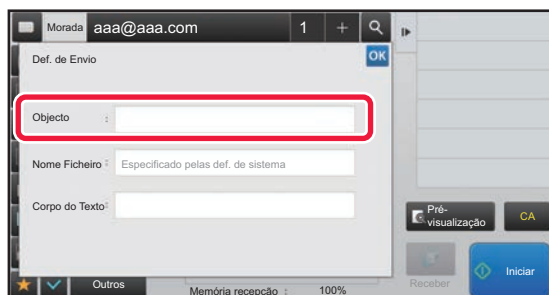 Morada aaa@aaa.com 1 +
Def. de Envio OK
Objecto :
Nome Ficheiro : Especificado pelas def. de sistema
Corpo do Texto:
Pré-
visualização
CA
Receber
Iniciar
Outros
Memória recepção : 100%